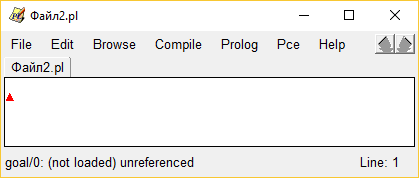 Файл2.pl
File Edit Browse Compile Prolog Pce Help
Файл2.pl
goal/0: (not loaded) unreferenced Line: 1